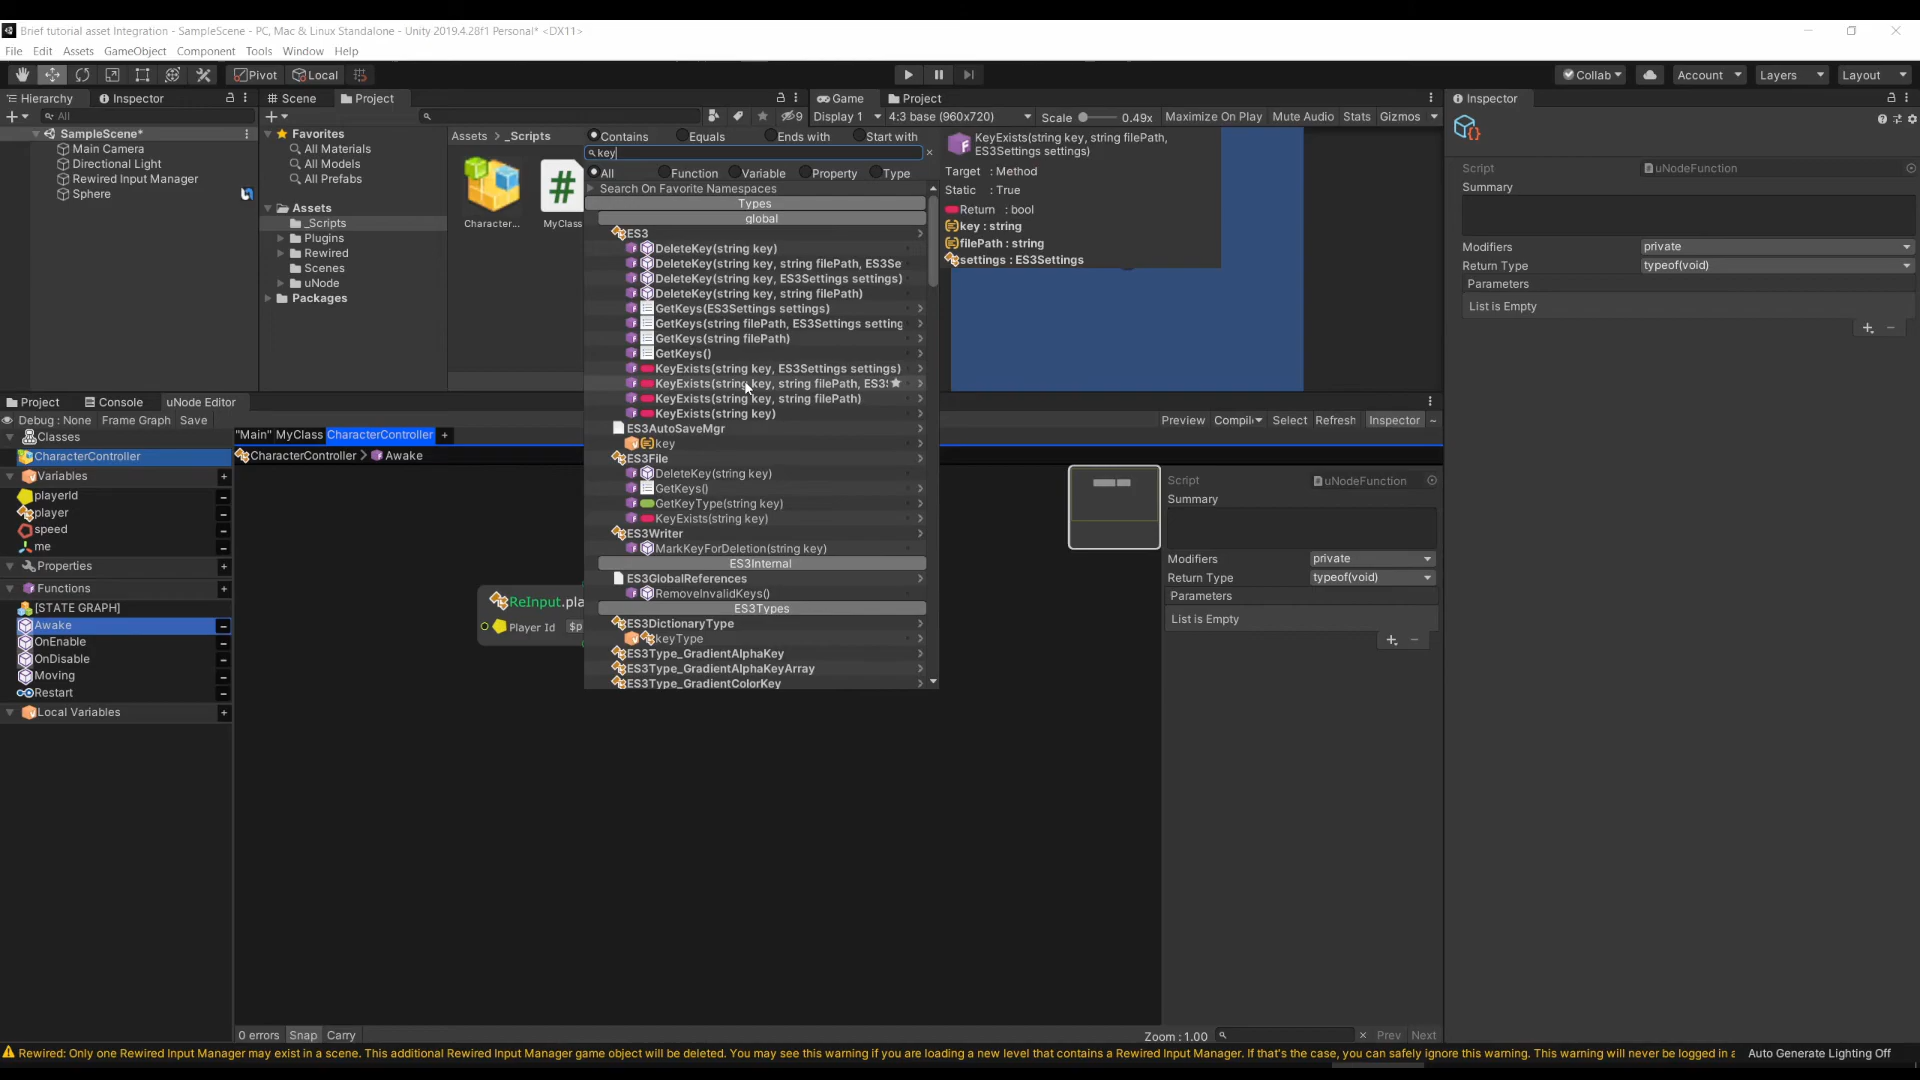 Brief tutorial asset Integration - SampleScene - PC, Mac & Linux Standalone - Unity 2019.4.28f1 Personal* <DX11>
File Edit Assets GameObject Component Tools Window Help
Pivot Local Collab Account Layers Layout
Hierarchy Inspector
All
SampleScene*
Main Camera
Directional Light
Rewired Input Manager
Sphere
Scene Project
9
Favorites
All Materials
All Models
All Prefabs
Assets
_Scripts
Plugins
Rewired
Scenes
uNode
Packages
Assets > _Scripts
Character...
MyClass
Contains Equals Ends with Start with
key
All Function Variable Property Type
Search On Favorite Namespaces
Types
global
ES3
DeleteKey(string key)
DeleteKey(string key, string filePath, ES3Se
DeleteKey(string key, ES3Settings settings)
DeleteKey(string key, string filePath)
GetKeys(ES3Settings settings)
GetKeys(string filePath, ES3Settings setting
GetKeys(string filePath)
GetKeys()
KeyExists(string key, ES3Settings settings)
KeyExists(string key, string filePath, ES3
KeyExists(string key, string filePath)
KeyExists(string key)
ES3AutoSaveMgr
key
ES3File
DeleteKey(string key)
GetKeys()
GetKeyType(string key)
KeyExists(string key)
ES3Writer
MarkKeyForDeletion(string key)
ES3Internal
ES3GlobalReferences
RemoveInvalidKeys()
ES3Types
ES3DictionaryType
keyType
ES3Type_GradientAlphaKey
ES3Type_GradientAlphaKeyArray
ES3Type_GradientColorKey
Game Project
Display 1 4:3 Base (960x720) Scale 0.49x Maximize On Play Mute Audio Stats Gizmos
KeyExists(string key, string filePath,
ES3Settings settings)
Target : Method
Static : True
Return : bool
key : string
filePath : string
settings : ES3Settings
Inspector
Script uNodeFunction
Summary
Modifiers private
Return Type typeof(void)
Parameters
List is Empty
Project Console uNode Editor
Debug : None Frame Graph Save
Preview Compil Select Refresh Inspector ~
Classes
CharacterController
Variables
playerId
player
speed
me
Properties
Functions
[STATE GRAPH]
Awake
OnEnable
OnDisable
Moving
Restart
Local Variables
"Main" MyClass CharacterController +
CharacterController > Awake
ReInput.pla
Player Id $p
Script uNodeFunction
Summary
Modifiers private
Return Type typeof(void)
Parameters
List is Empty
0 errors Snap Carry
Zoom : 1.00 Prev Next
Rewired: Only one Rewired Input Manager may exist in a scene. This additional Rewired Input Manager game object will be deleted. You may see this warning if you are loading a new level that contains a Rewired Input Manager. If that's the case, you can safely ignore this warning. This warning will never be logged in a
Auto Generate Lighting Off